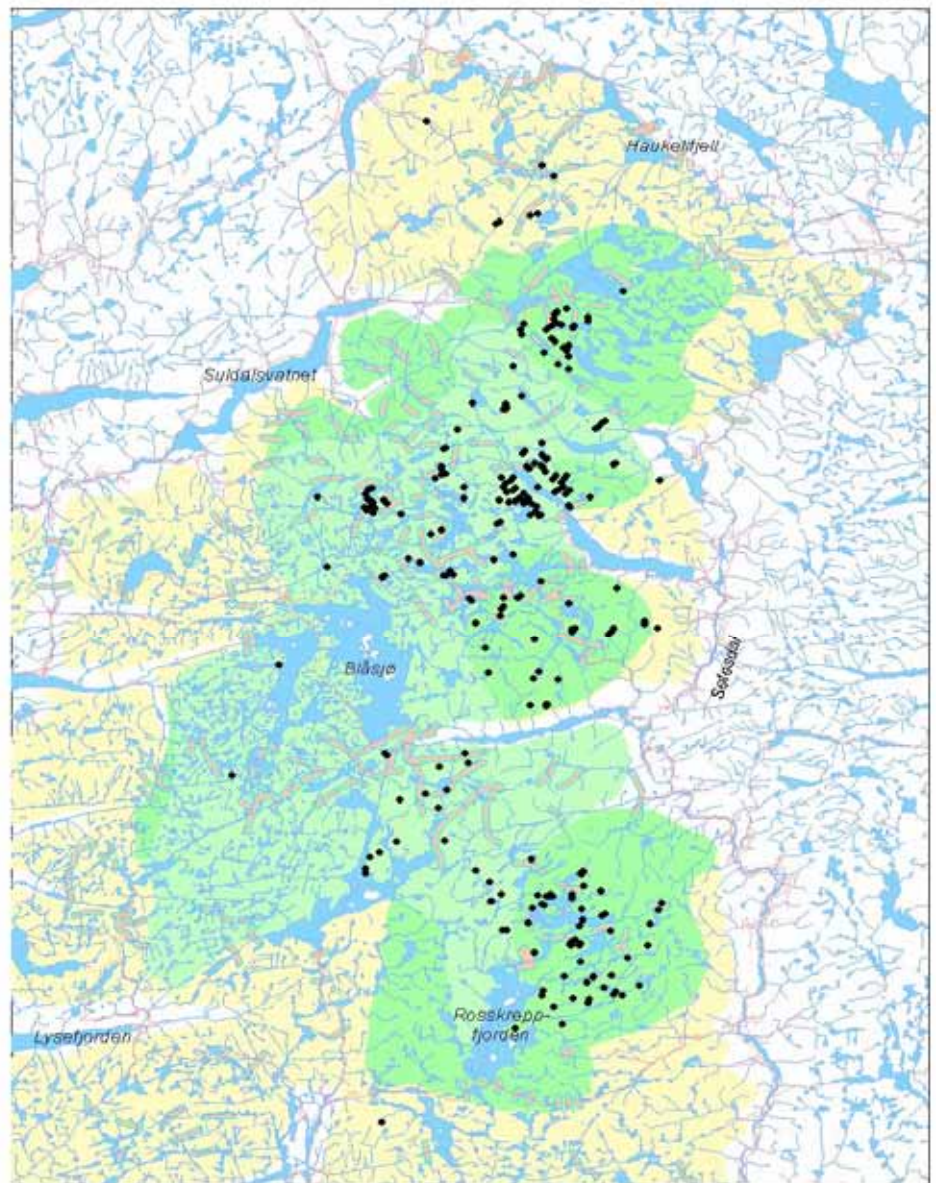 Haukelifjell
Suldalsvatnet
Setesdal
Blåsjø
Rosskrepp-
fjorden
Lysefjorden